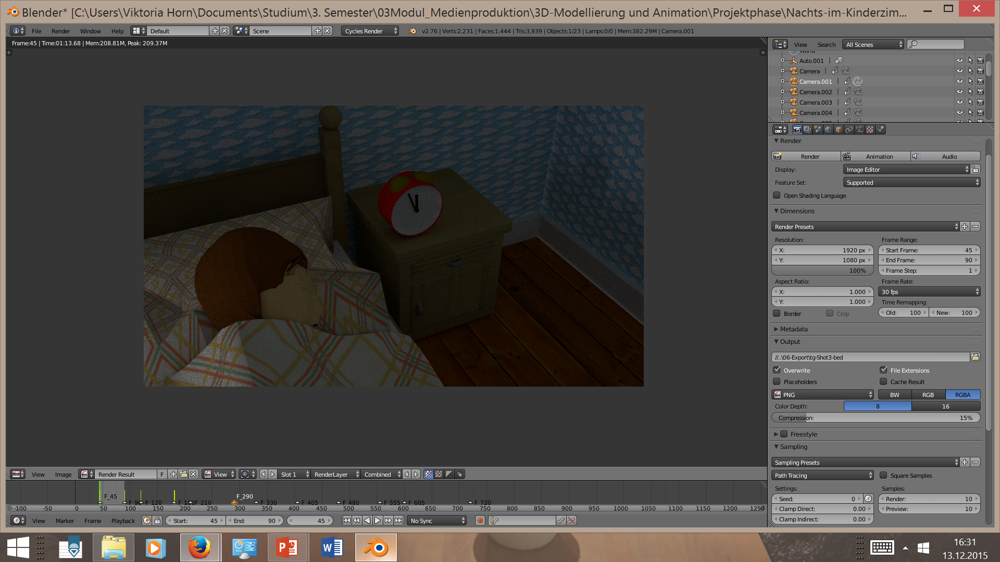 Blender* [C:\Users\Viktoria Horn\Documents\Studium\3. Semester\03Modul_Medienproduktion\3D-Modellierung und Animation\Projektphase\Nachts-im-Kinderzim...
File Render Window Help Default Scene Cycles Render v2.76 | Verts:2,231 | Faces:1,444 | Tris:3,939 | Objects:1/23 | Lamps:0/0 | Mem:382.29M | Camera.001
Frame:45 | Time:01:13.68 | Mem:208.81M, Peak: 209.37M
View Search All Scenes
World
Auto.001
Camera
Camera.001
Camera.002
Camera.003
Camera.004
Render
Render Animation Audio
Display: Image Editor
Feature Set: Supported
Open Shading Language
Dimensions
Render Presets
Resolution: Frame Range:
X: 1920 px Start Frame: 45
Y: 1080 px End Frame: 90
100% Frame Step: 1
Aspect Ratio: Frame Rate:
X: 1.000 30 fps
Y: 1.000 Time Remapping:
Border Crop Old: 100 New: 100
Metadata
Output
//..\06-Export\tg-Shot3-bed
Overwrite File Extensions
Placeholders Cache Result
PNG BW RGB RGBA
Color Depth: 8 16
Compression: 15%
Freestyle
Sampling
Sampling Presets
Path Tracing Square Samples
Settings: Samples:
Seed: 0 Render: 10
Clamp Direct: 0.00 Preview: 10
Clamp Indirect: 0.00
View Image Render Result F View Slot 1 RenderLayer Combined
F_45 F_290
F_120 F_210 F_330 F_405 F_480 F_555 F_605 F_720
-100 -50 0 50 100 150 200 250 300 350 400 450 500 550 600 650 700 750 800 850 900 950 1000 1050 1100 1150 1200 1250
View Marker Frame Playback Start: 45 End: 90 45 No Sync
16:31
13.12.2015